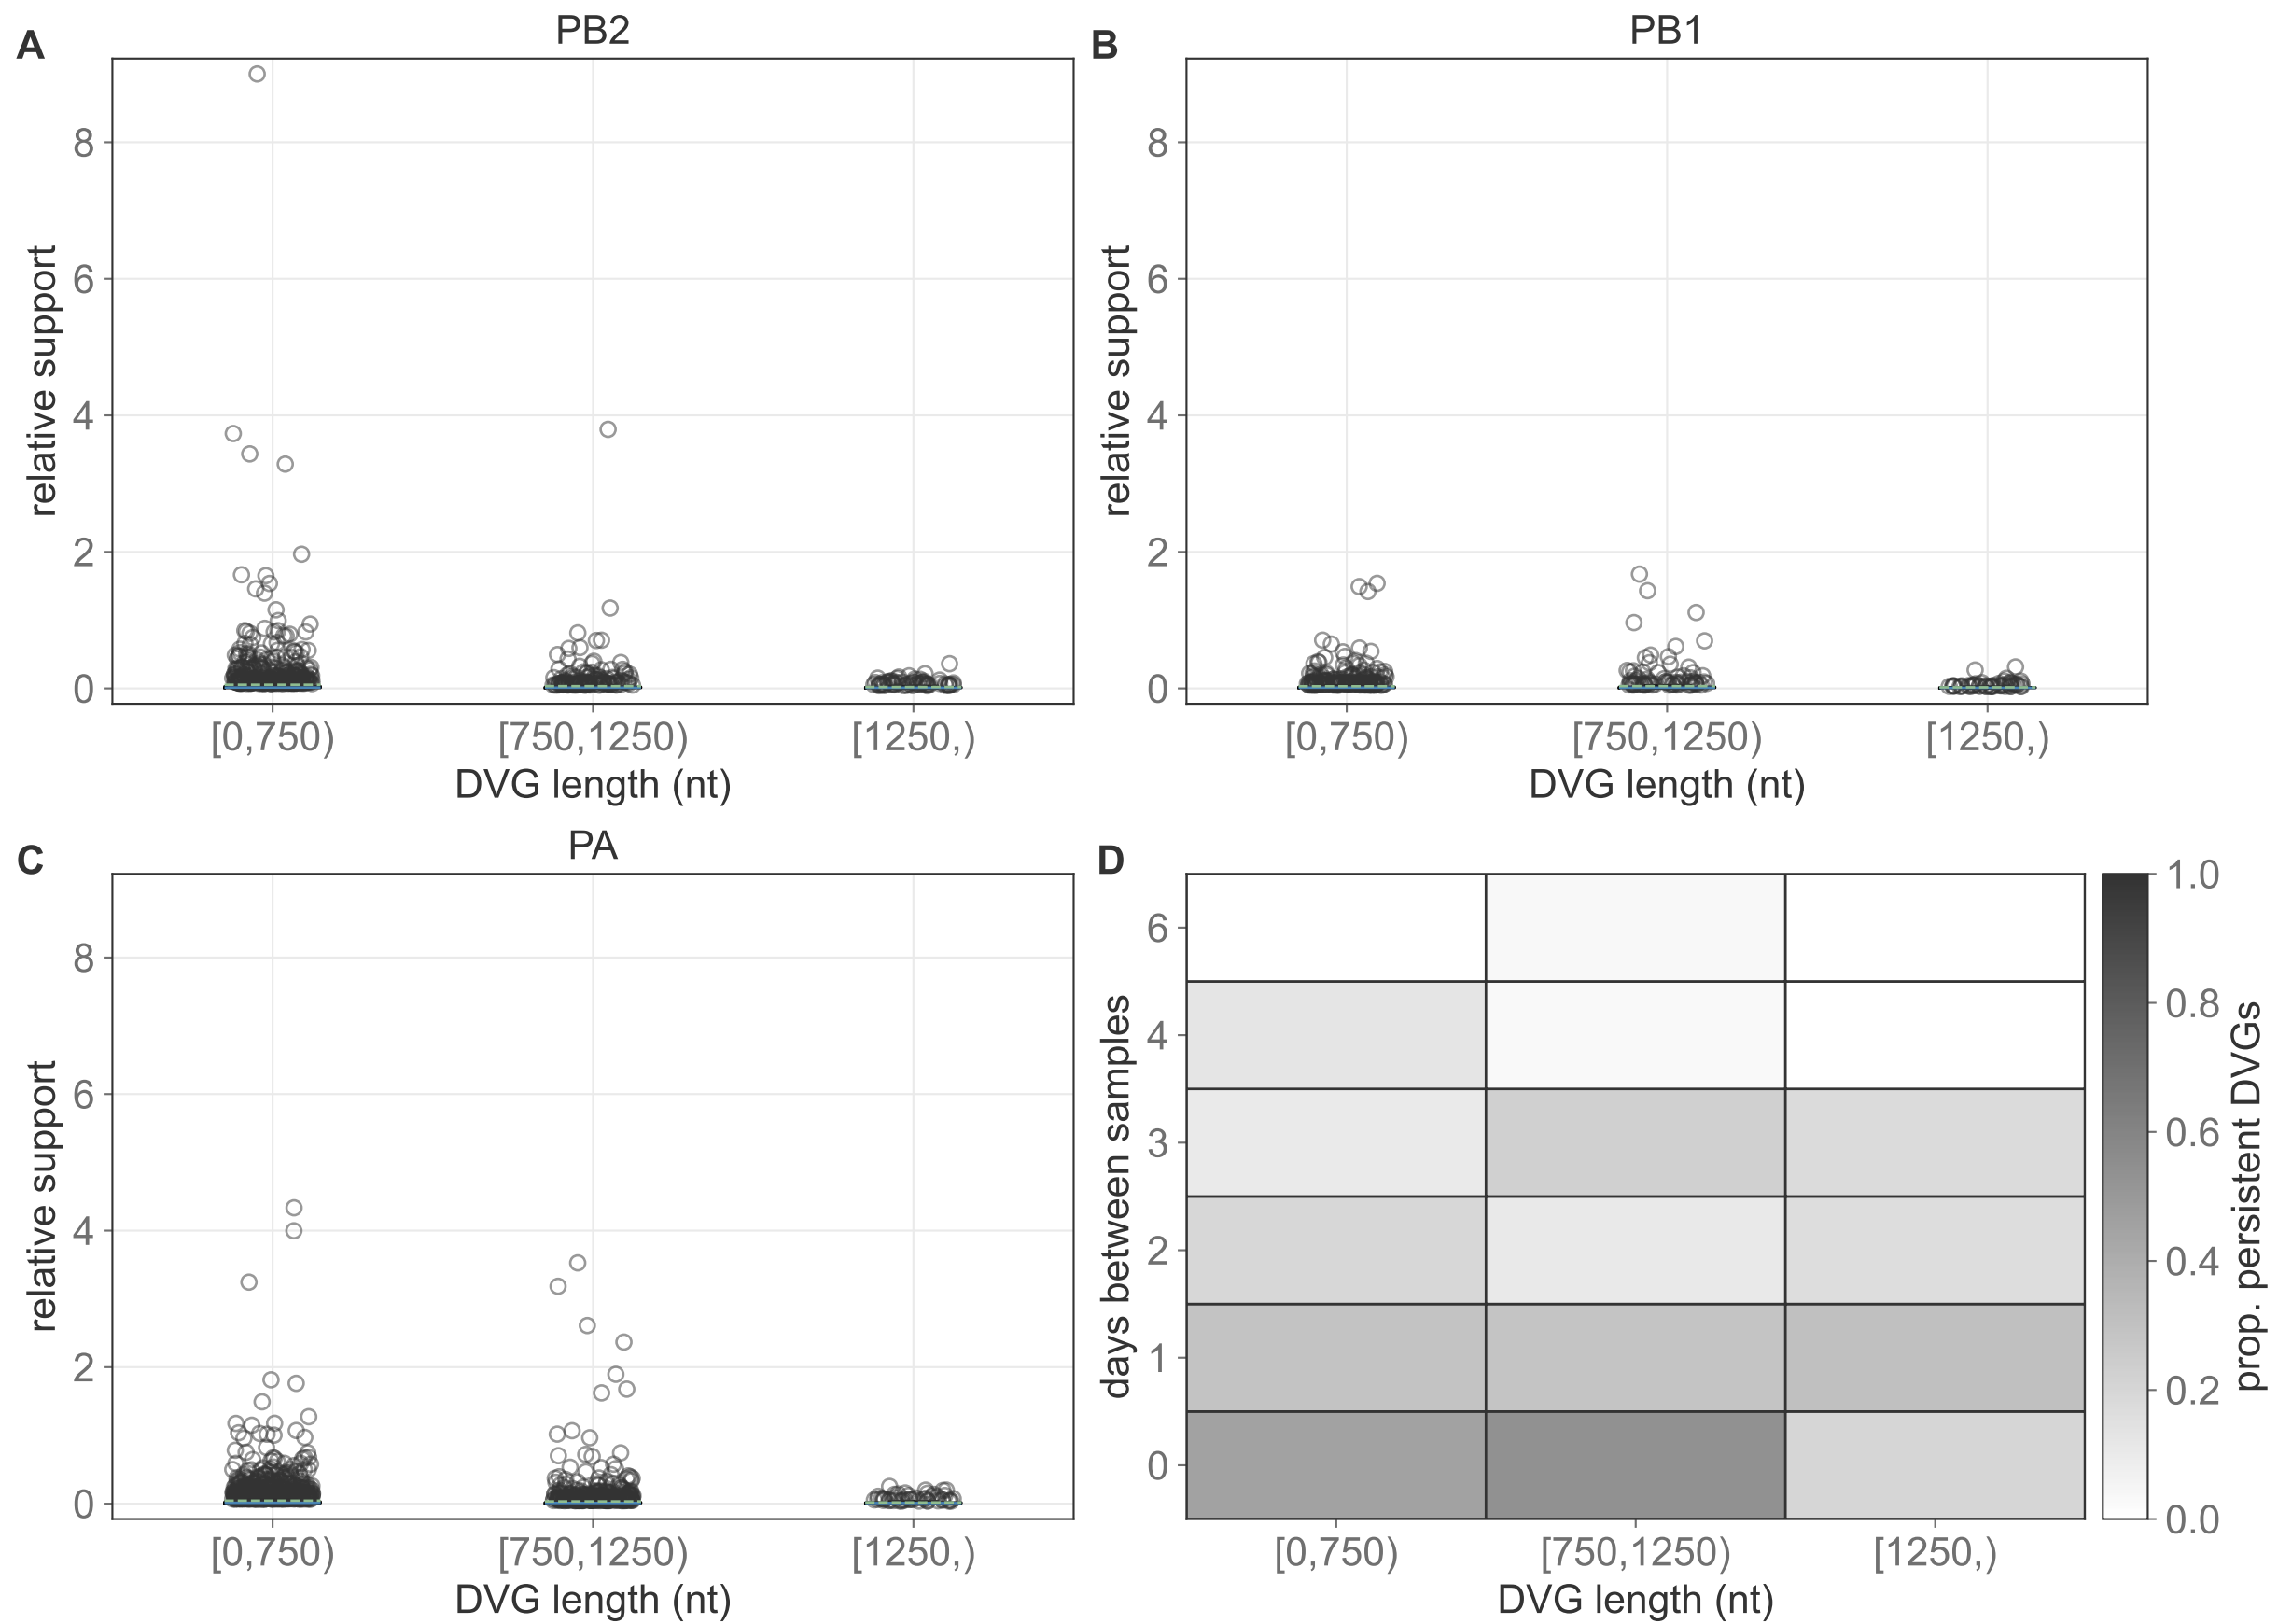 A
PB2
relative support
8
6
4
2
0
[0,750)
[750,1250)
[1250,)
DVG length (nt)
B
PB1
relative support
8
6
4
2
0
[0,750)
[750,1250)
[1250,)
DVG length (nt)
C
PA
relative support
8
6
4
2
0
[0,750)
[750,1250)
[1250,)
DVG length (nt)
D
days between samples
6
4
3
2
1
0
[0,750)
[750,1250)
[1250,)
DVG length (nt)
1.0
0.8
0.6
0.4
0.2
0.0
prop. persistent DVGs